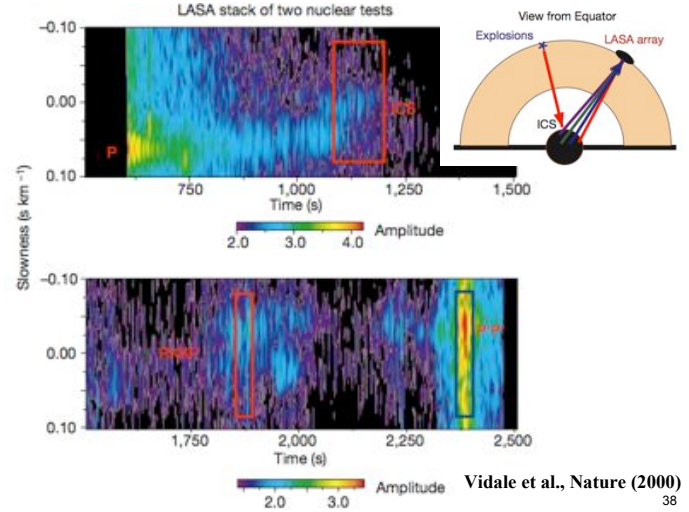 LASA stack of two nuclear tests
View from Equator
Explosions
LASA array
ICS
-0.10
0.00
0.10
P
ICS
750
1,000
1,250
1,500
Time (s)
2.0
3.0
4.0
Amplitude
Slowness (s km⁻¹)
-0.10
0.00
0.10
PKKP
P'P'
1,750
2,000
2,250
2,500
Time (s)
2.0
3.0
Amplitude
Vidale et al., Nature (2000)
38